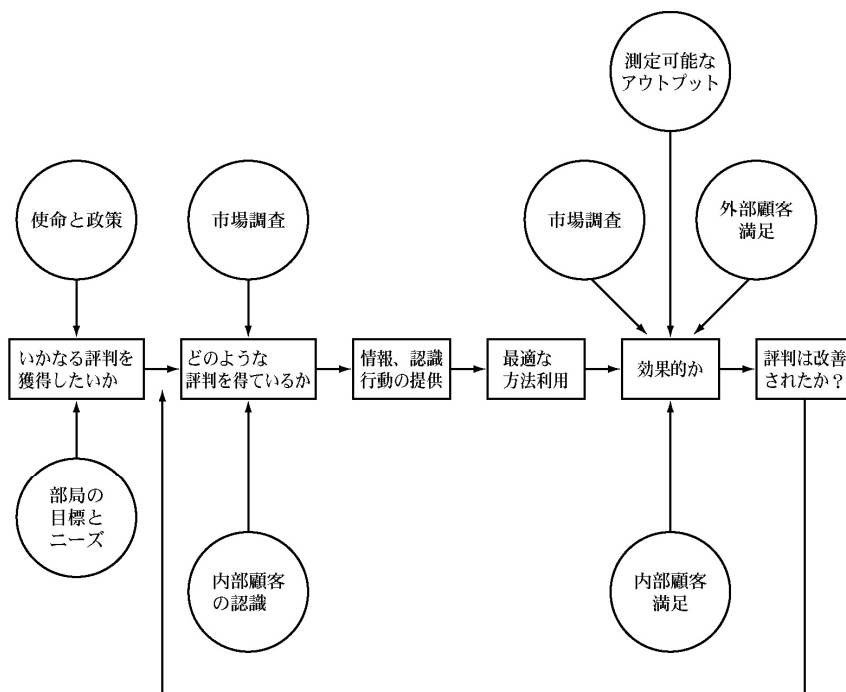 測定可能な
アウトプット
使命と政策
市場調査
市場調査
外部顧客
満足
いかなる評判を
獲得したいか
どのような
評判を得ているか
情報、認識
行動の提供
最適な
方法利用
効果的か
評判は改善
されたか？
部局の
目標と
ニーズ
内部顧客
の認識
内部顧客
満足